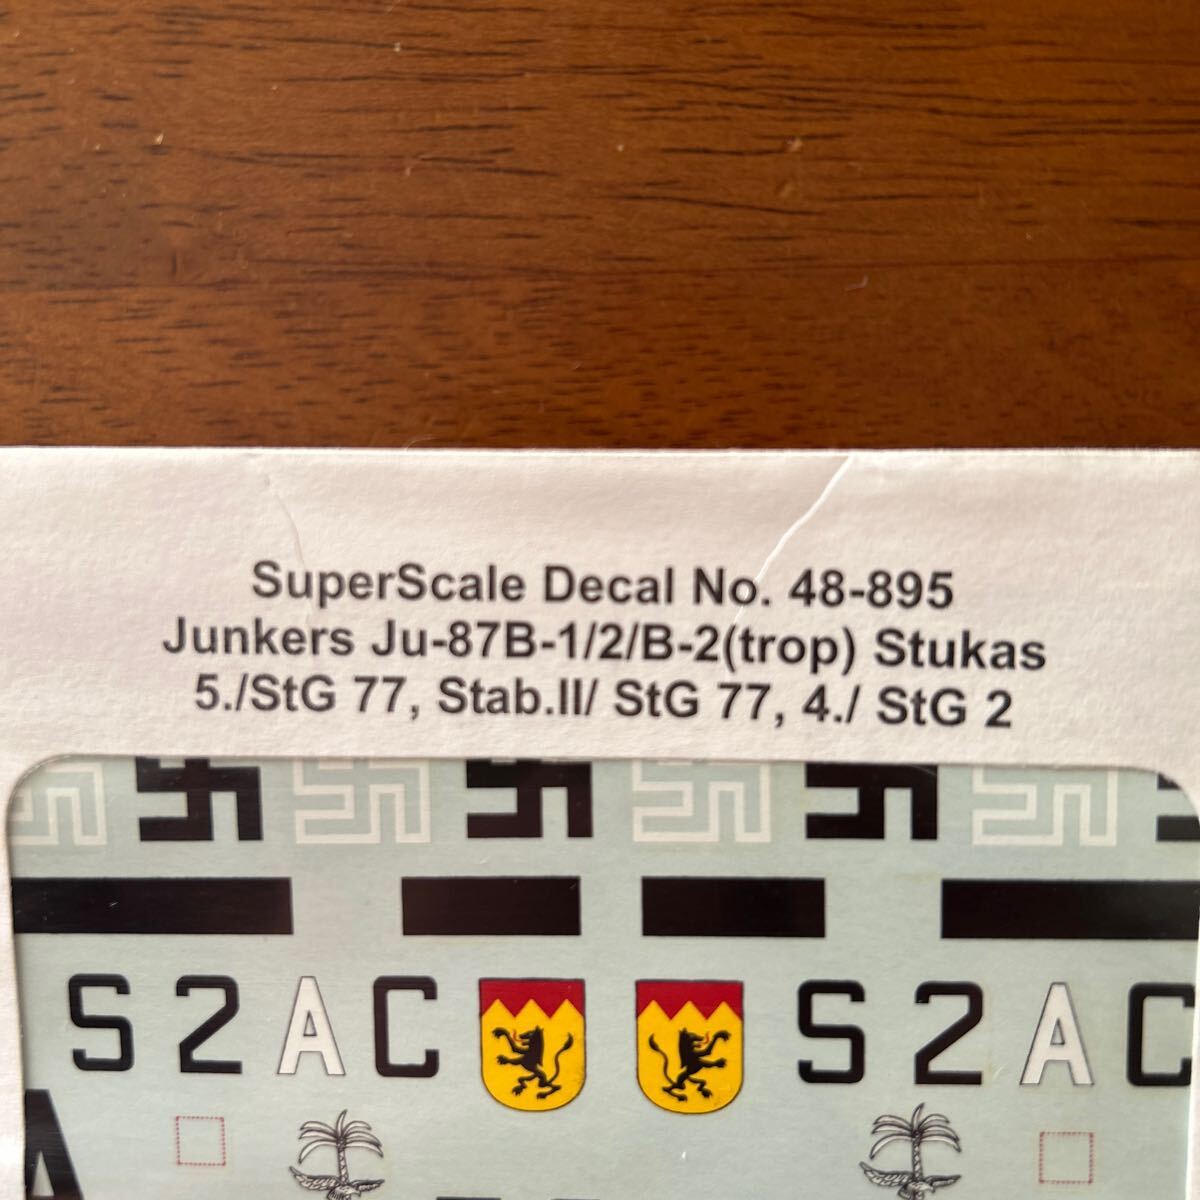 SuperScale Decal No. 48-895
Junkers Ju-87B-1/2/B-2(trop) Stukas
5./StG 77, Stab.II/ StG 77, 4./ StG 2
S2AC S2AC
A